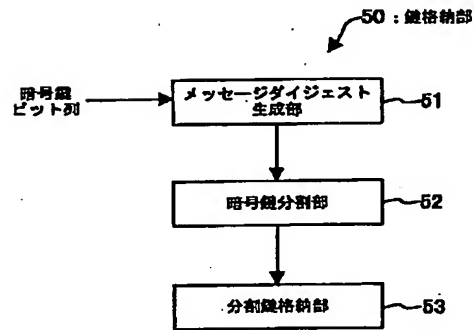 50：鍵格納部
暗号鍵
ビット列
メッセージダイジェスト
生成部
51
暗号鍵分割部
52
分割鍵格納部
53